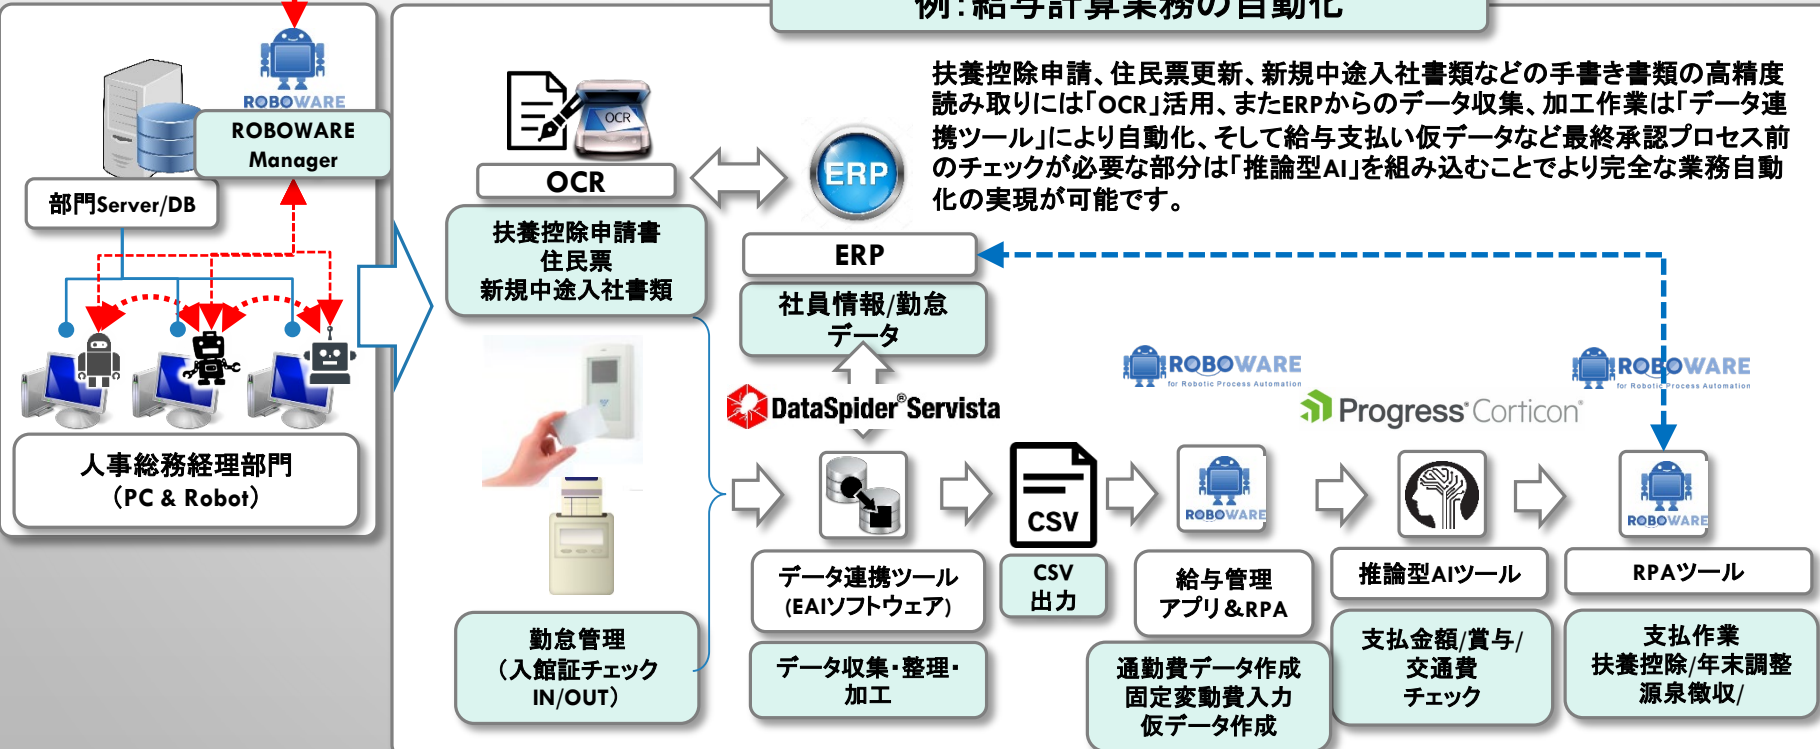 例：給与計算業務の自動化
ROBOWARE
ROBOWARE
Manager
部門Server/DB
人事総務経理部門
（PC & Robot）
OCR
OCR
扶養控除申請書
住民票
新規中途入社書類
ERP
ERP
社員情報/勤怠
データ
扶養控除申請、住民票更新、新規中途入社書類などの手書き書類の高精度
読み取りには「OCR」活用、またERPからのデータ収集、加工作業は「データ連
携ツール」により自動化、そして給与支払い仮データなど最終承認プロセス前
のチェックが必要な部分は「推論型AI」を組み込むことでより完全な業務自動
化の実現が可能です。
ROBOWARE
for Robotic Process Automation
ROBOWARE
for Robotic Process Automation
DataSpider® Servista
Progress® Corticon®
CSV
ROBOWARE
ROBOWARE
データ連携ツール
(EAIソフトウェア)
CSV
出力
給与管理
アプリ&RPA
推論型AIツール
RPAツール
勤怠管理
（入館証チェック
IN/OUT）
データ収集・整理・
加工
通勤費データ作成
固定変動費入力
仮データ作成
支払金額/賞与/
交通費
チェック
支払作業
扶養控除/年末調整
源泉徴収/